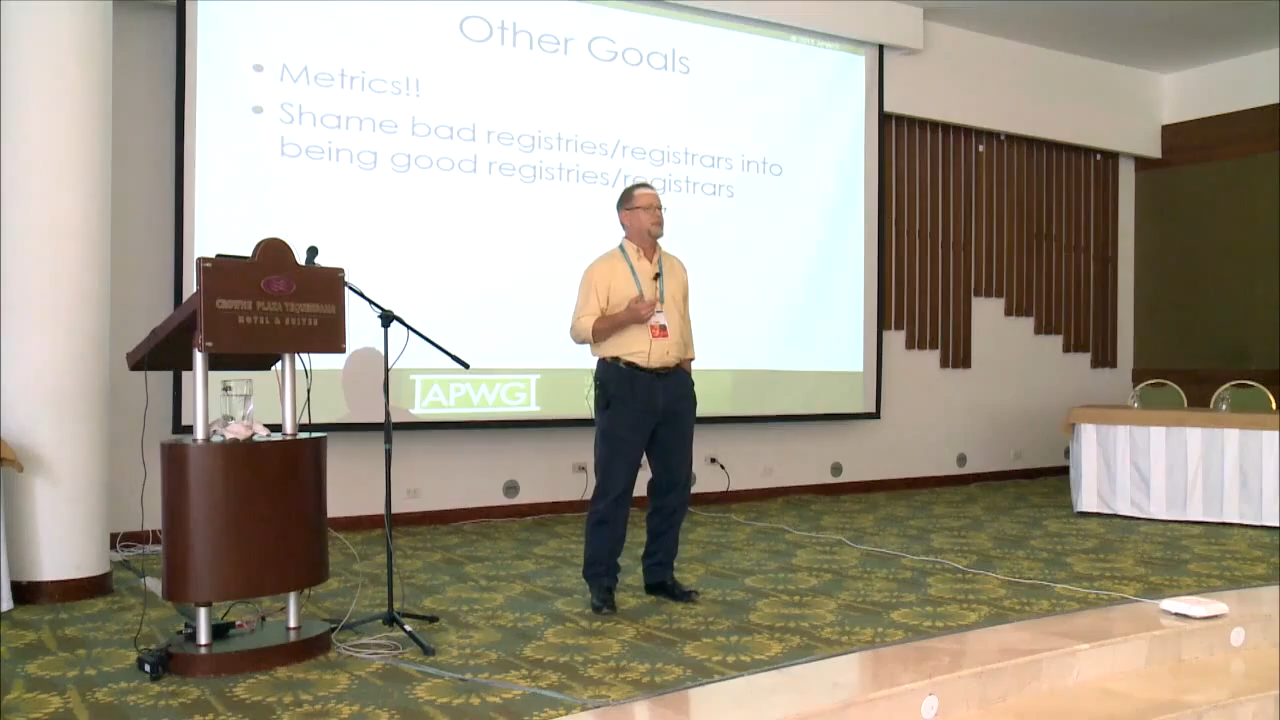 Other Goals
• Metrics!!
• Shame bad registries/registrars into
being good registries/registrars
APWG
CROWNE PLAZA TEQUENDAMA
HOTEL & SUITES